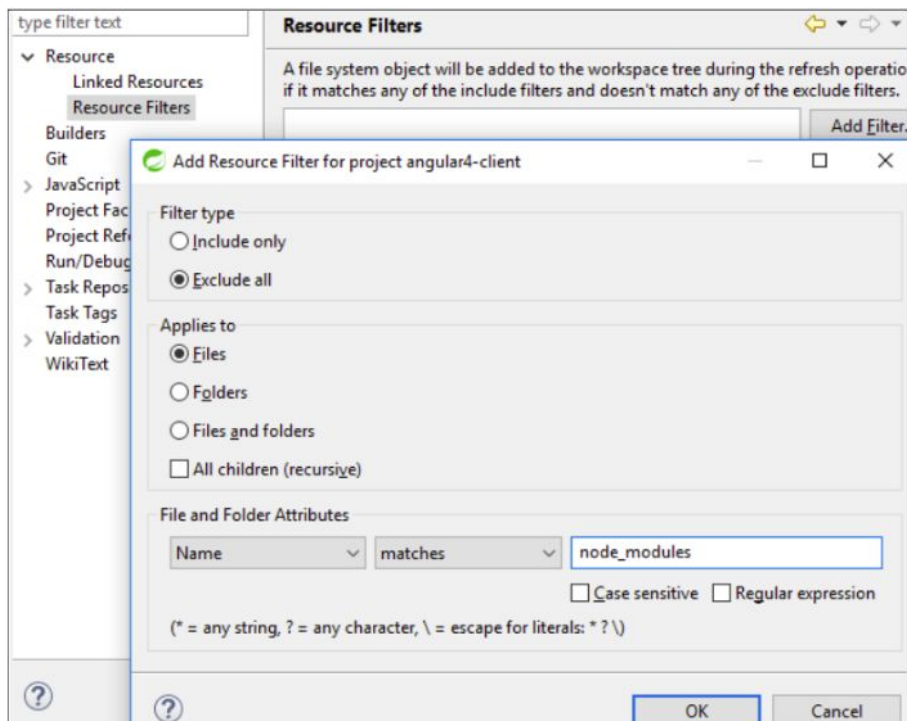 type filter text
Resource
Linked Resources
Resource Filters
Builders
Git
JavaScript
Project Fac
Project Refe
Run/Debug
Task Repos
Task Tags
Validation
WikiText
Resource Filters
A file system object will be added to the workspace tree during the refresh operatio
if it matches any of the include filters and doesn't match any of the exclude filters.
Add Filter.
Add Resource Filter for project angular4-client
Filter type
Include only
Exclude all
Applies to
Files
Folders
Files and folders
All children (recursive)
File and Folder Attributes
Name matches node_modules
Case sensitive Regular expression
(* = any string, ? = any character, \ = escape for literals: * ? \)
OK Cancel